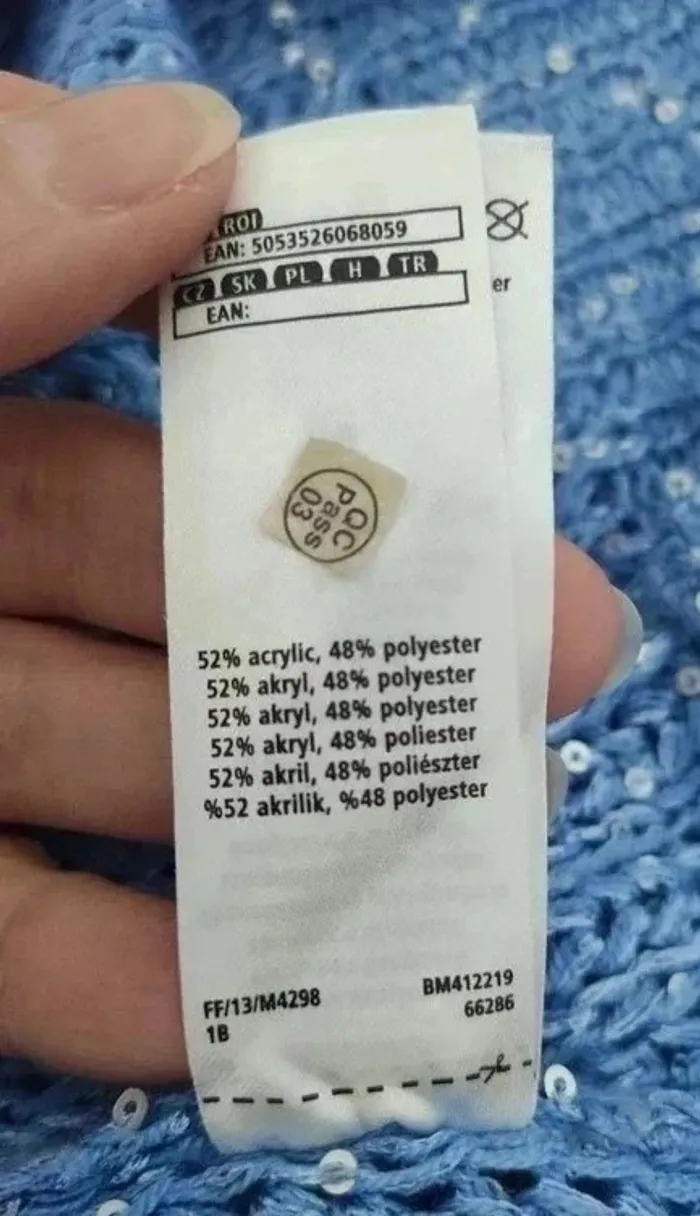 ROI
EAN: 5053526068059
CZ SK PL H TR
EAN:
er
QC
Pass
03
52% acrylic, 48% polyester
52% akryl, 48% polyester
52% akryl, 48% polyester
52% akryl, 48% poliester
52% akril, 48% poliészter
%52 akrilik, %48 polyester
FF/13/M4298
1B
BM412219
66286